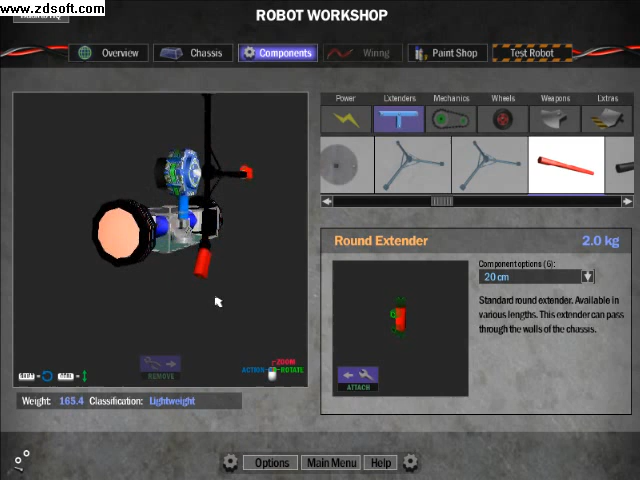 www.zdsoft.com
ROBOT WORKSHOP
Overview
Chassis
Components
Wiring
Paint Shop
Test Robot
Power
Extenders
Mechanics
Wheels
Weapons
Extras
Round Extender
2.0 kg
Component options (6):
20 cm
Standard round extender. Available in
various lengths. This extender can pass
through the walls of the chassis.
ATTACH
REMOVE
SHIFT =
CTRL =
=ZOOM
ACTION=
=ROTATE
Weight: 165.4 Classification: Lightweight
Options
Main Menu
Help